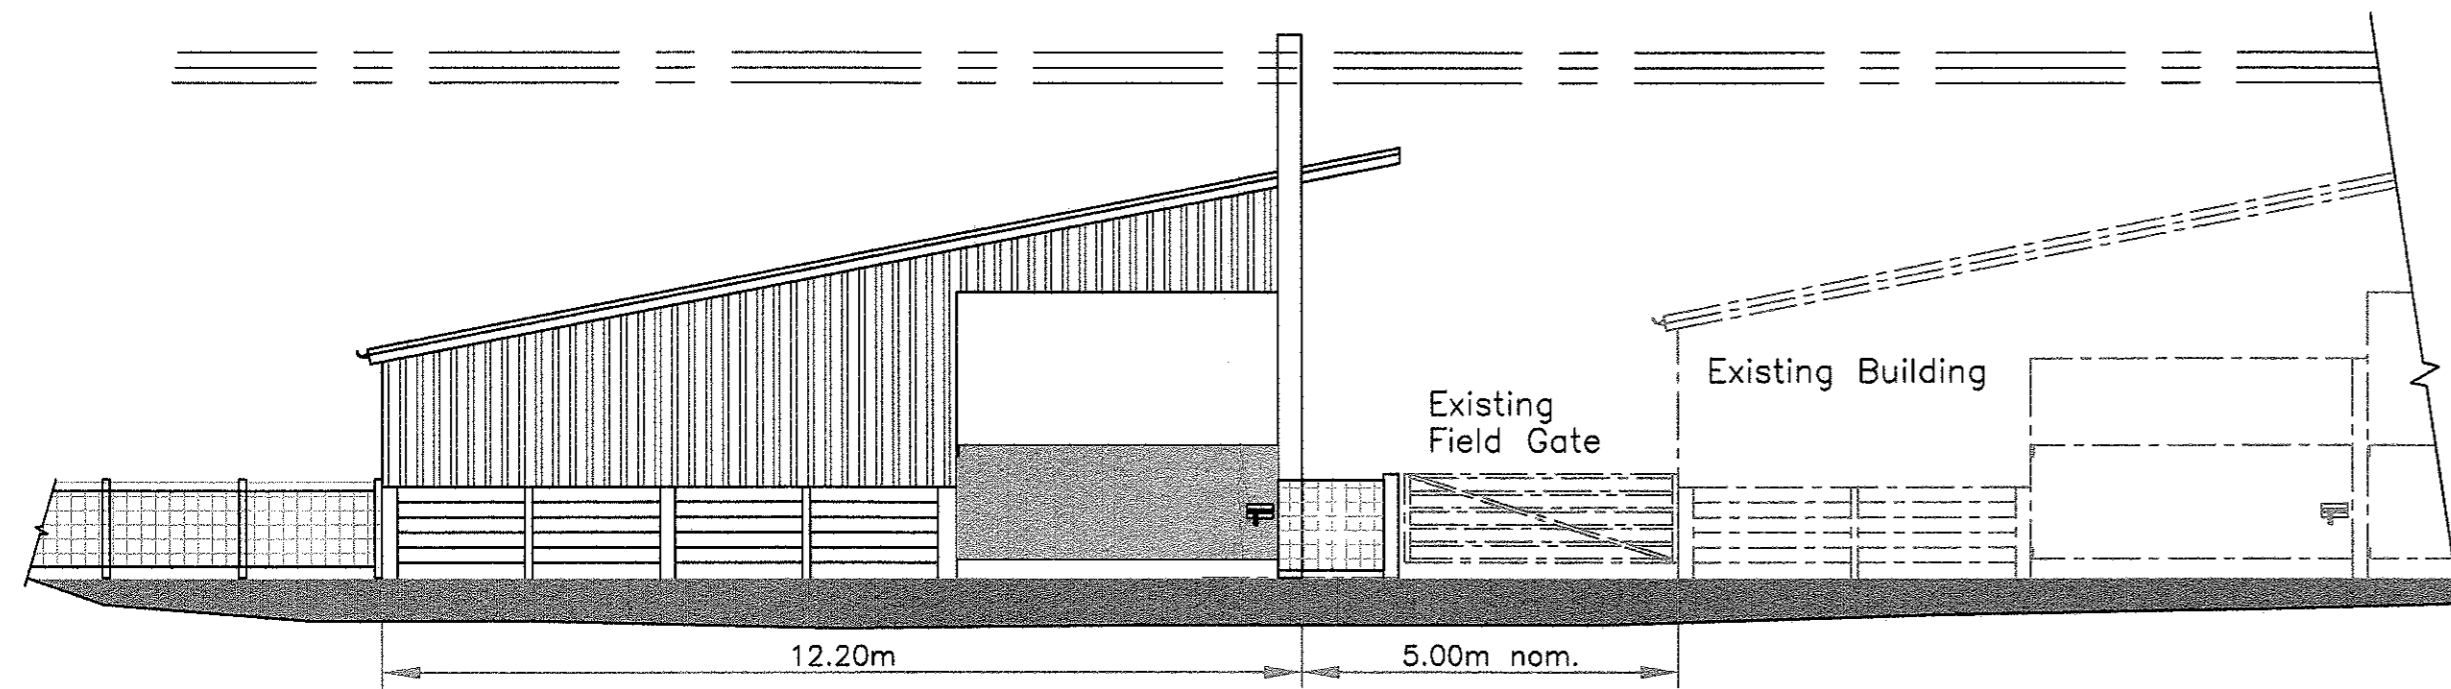 Existing Building
Existing
Field Gate
12.20m
5.00m nom.